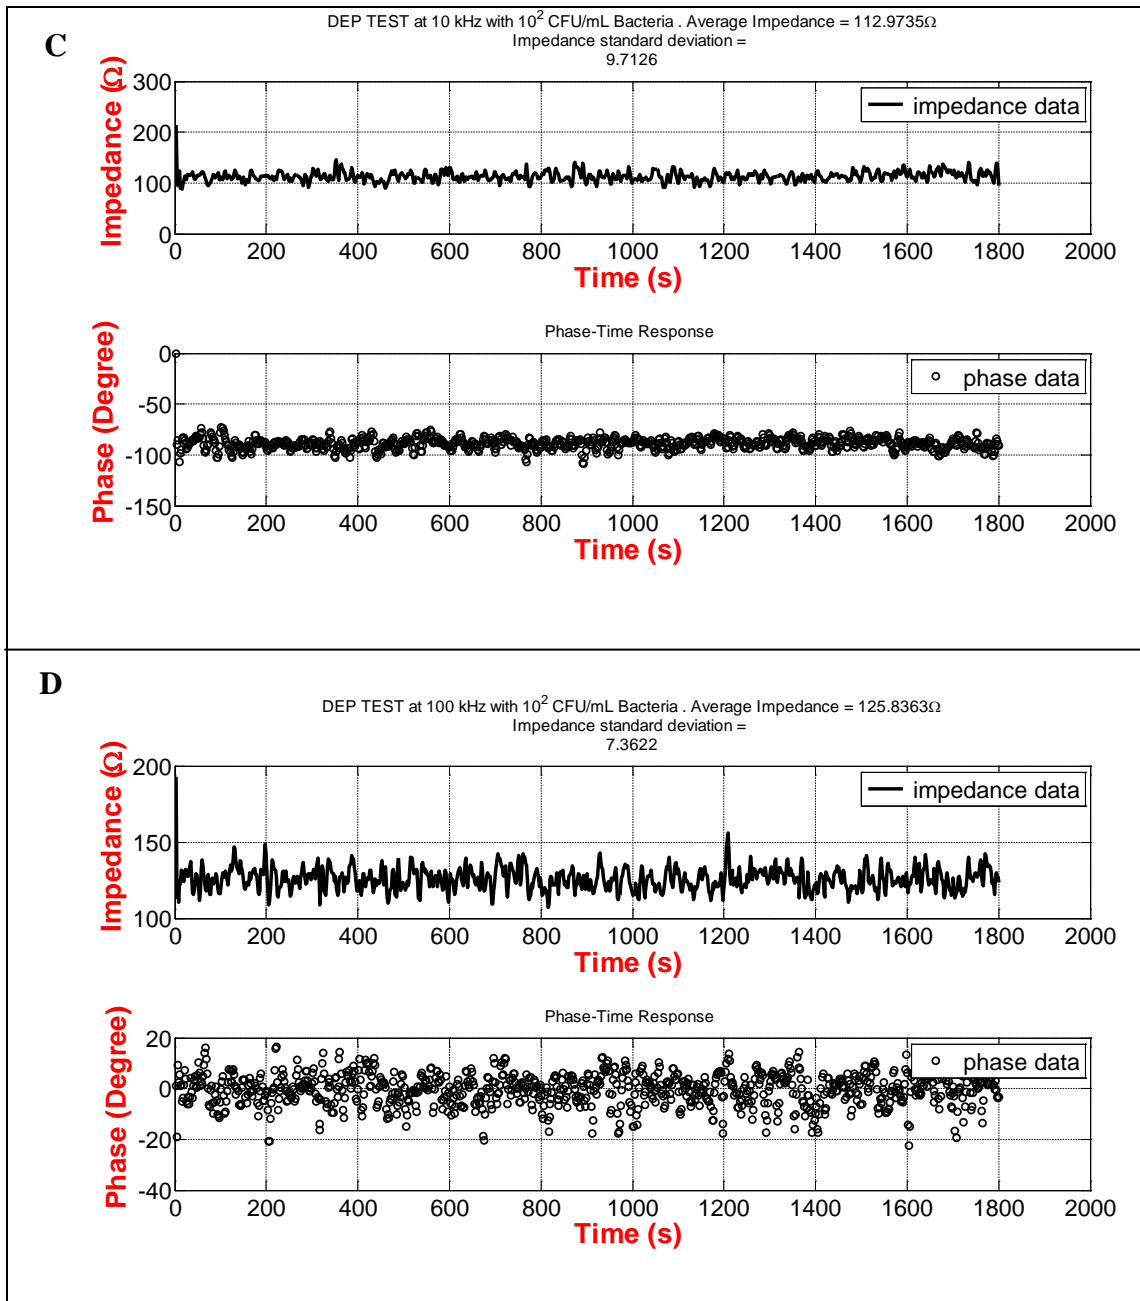 C
DEP TEST at 10 kHz with 10² CFU/mL Bacteria . Average Impedance = 112.9735Ω
Impedance standard deviation =
9.7126
Impedance (Ω)
300
200
100
0
impedance data
0 200 400 600 800 1000 1200 1400 1600 1800 2000
Time (s)
Phase-Time Response
Phase (Degree)
0
-50
-100
-150
phase data
0 200 400 600 800 1000 1200 1400 1600 1800 2000
Time (s)
D
DEP TEST at 100 kHz with 10² CFU/mL Bacteria . Average Impedance = 125.8363Ω
Impedance standard deviation =
7.3622
Impedance (Ω)
200
150
100
impedance data
0 200 400 600 800 1000 1200 1400 1600 1800 2000
Time (s)
Phase-Time Response
Phase (Degree)
20
0
-20
-40
phase data
0 200 400 600 800 1000 1200 1400 1600 1800 2000
Time (s)